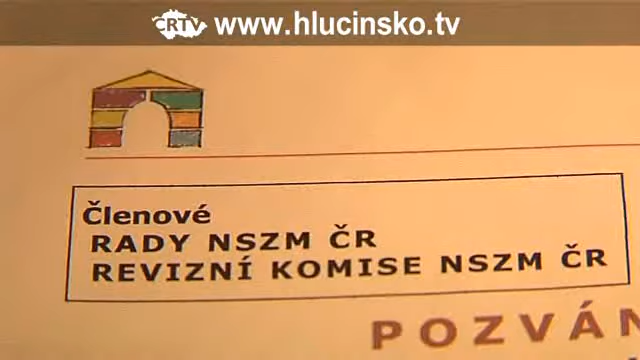 CRTV www.hlucinsko.tv
Členové
RADY NSZM ČR
REVIZNÍ KOMISE NSZM ČR
POZVÁN